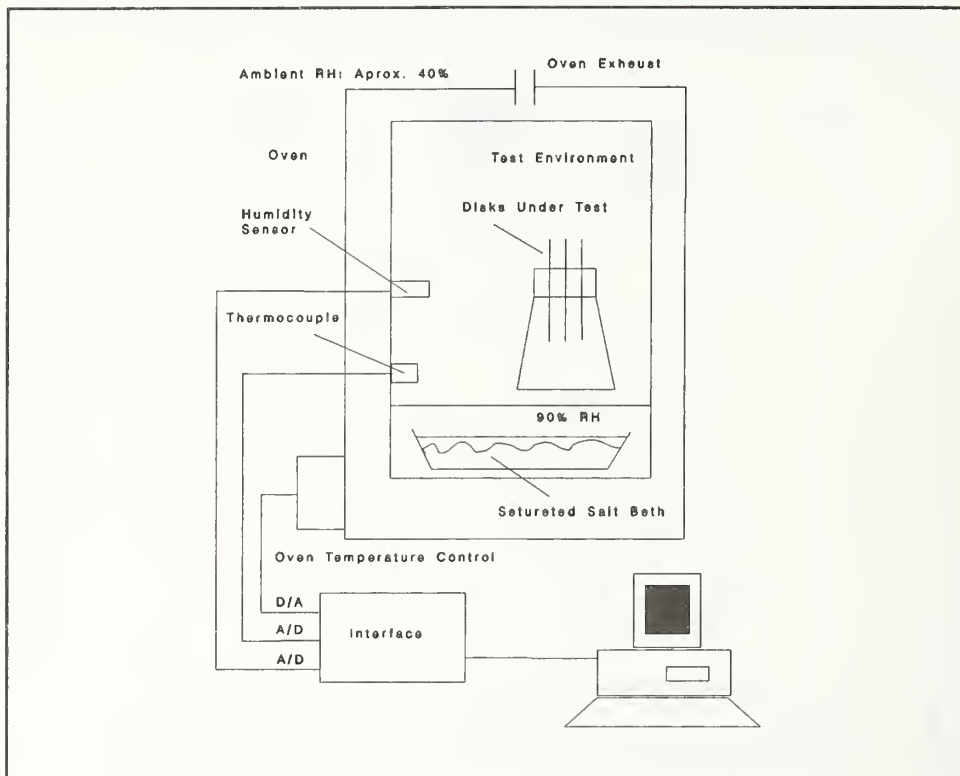 Ambient RH: Aprox. 40%
Oven Exhaust
Oven
Test Environment
Disks Under Test
Humidity
Sensor
Thermocouple
90% RH
Saturated Salt Bath
Oven Temperature Control
D/A
A/D
Interface
A/D